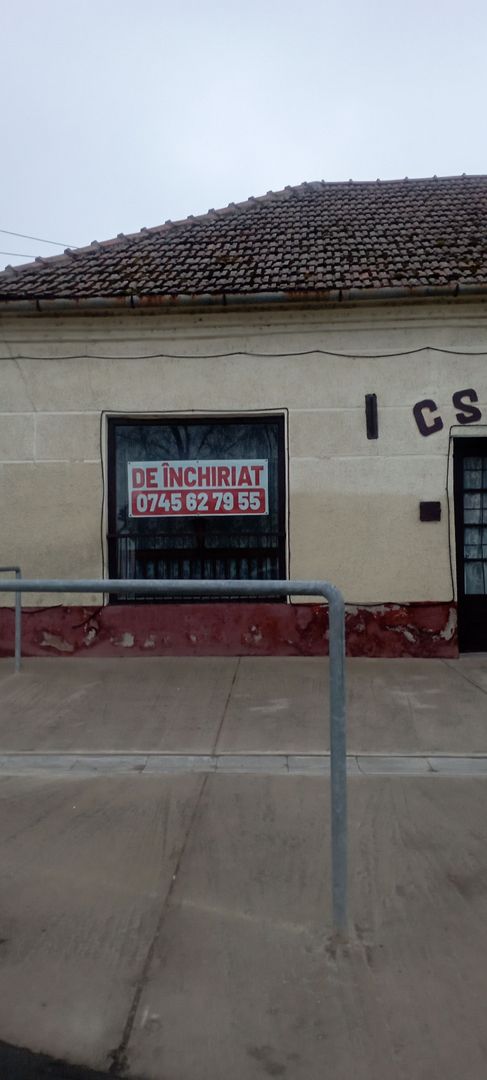 DE ÎNCHIRIAT
0745 62 79 55
I CS